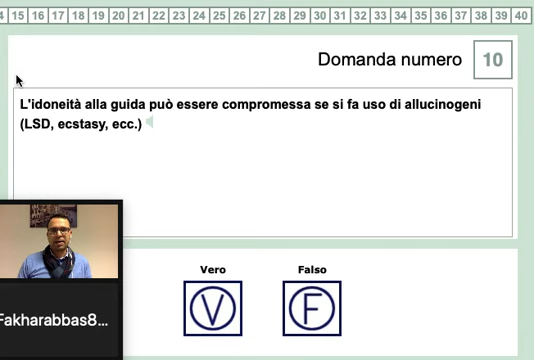 15 16 17 18 19 20 21 22 23 24 25 26 27 28 29 30 31 32 33 34 35 36 37 38 39 40
Domanda numero 10
L'idoneità alla guida può essere compromessa se si fa uso di allucinogeni
(LSD, ecstasy, ecc.)
Vero Falso
V F
Fakharabbas8...